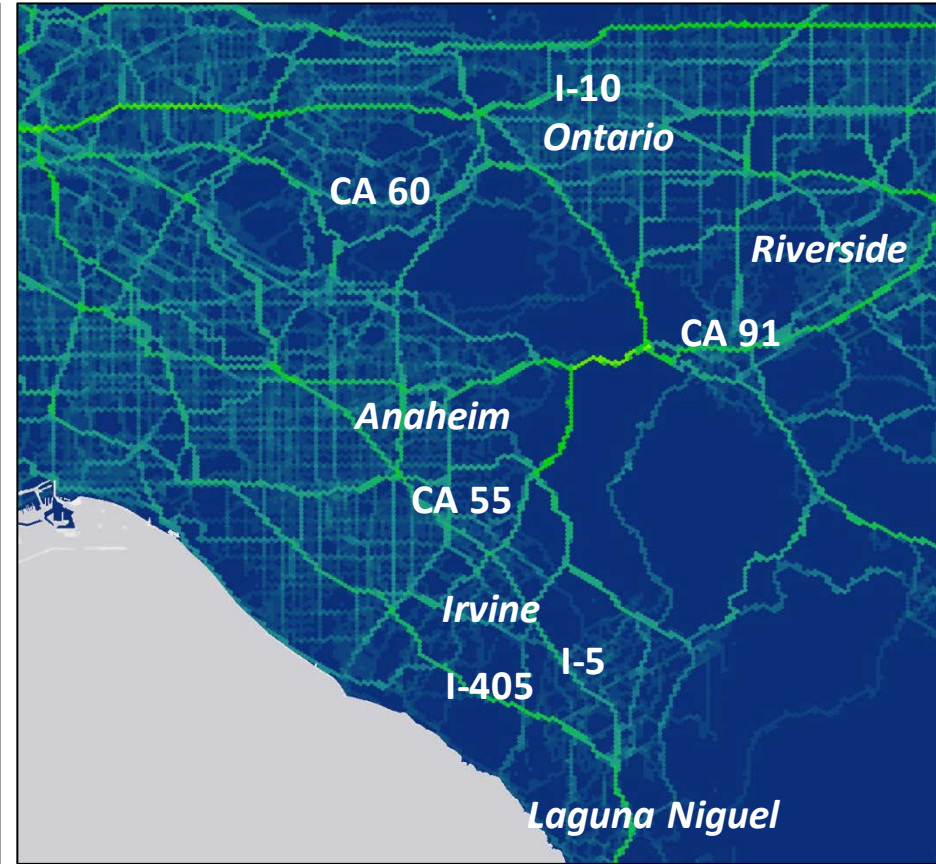 I-10
Ontario
CA 60
Riverside
CA 91
Anaheim
CA 55
Irvine
I-5
I-405
Laguna Niguel